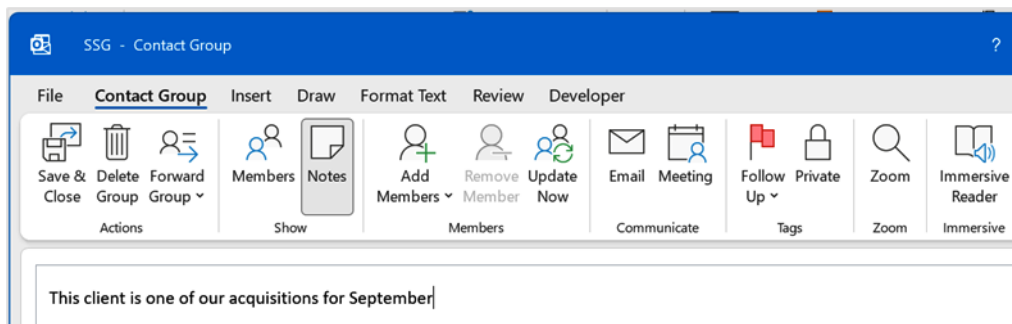 SSG - Contact Group
?
File Contact Group Insert Draw Format Text Review Developer
Save & Delete Forward Members Notes Add Remove Update Email Meeting Follow Private Zoom Immersive
Close Group Group Members Member Now Up Reader
Actions Show Members Communicate Tags Zoom Immersive
This client is one of our acquisitions for September